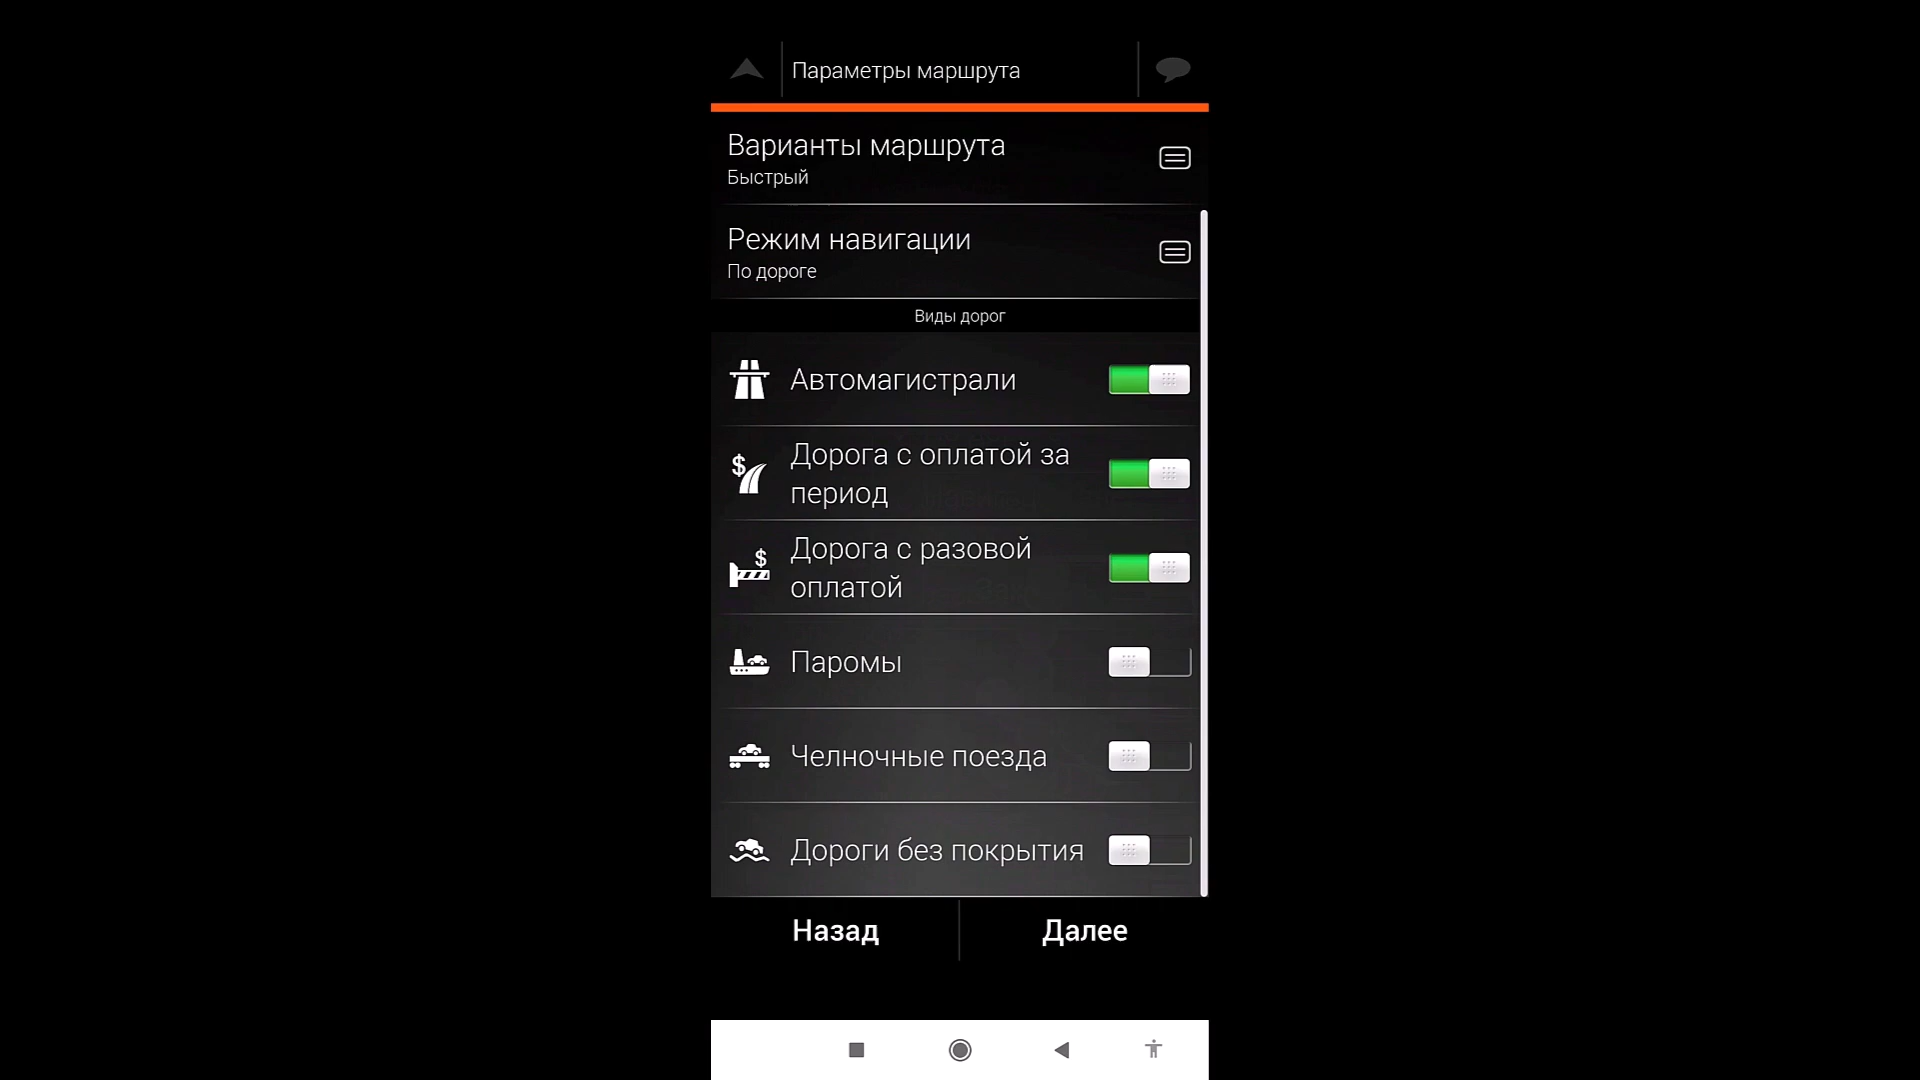 Параметры маршрута
Варианты маршрута
Быстрый
Режим навигации
По дороге
Виды дорог
Автомагистрали
Дорога с оплатой за
период
Дорога с разовой
оплатой
Паромы
Челночные поезда
Дороги без покрытия
Назад
Далее